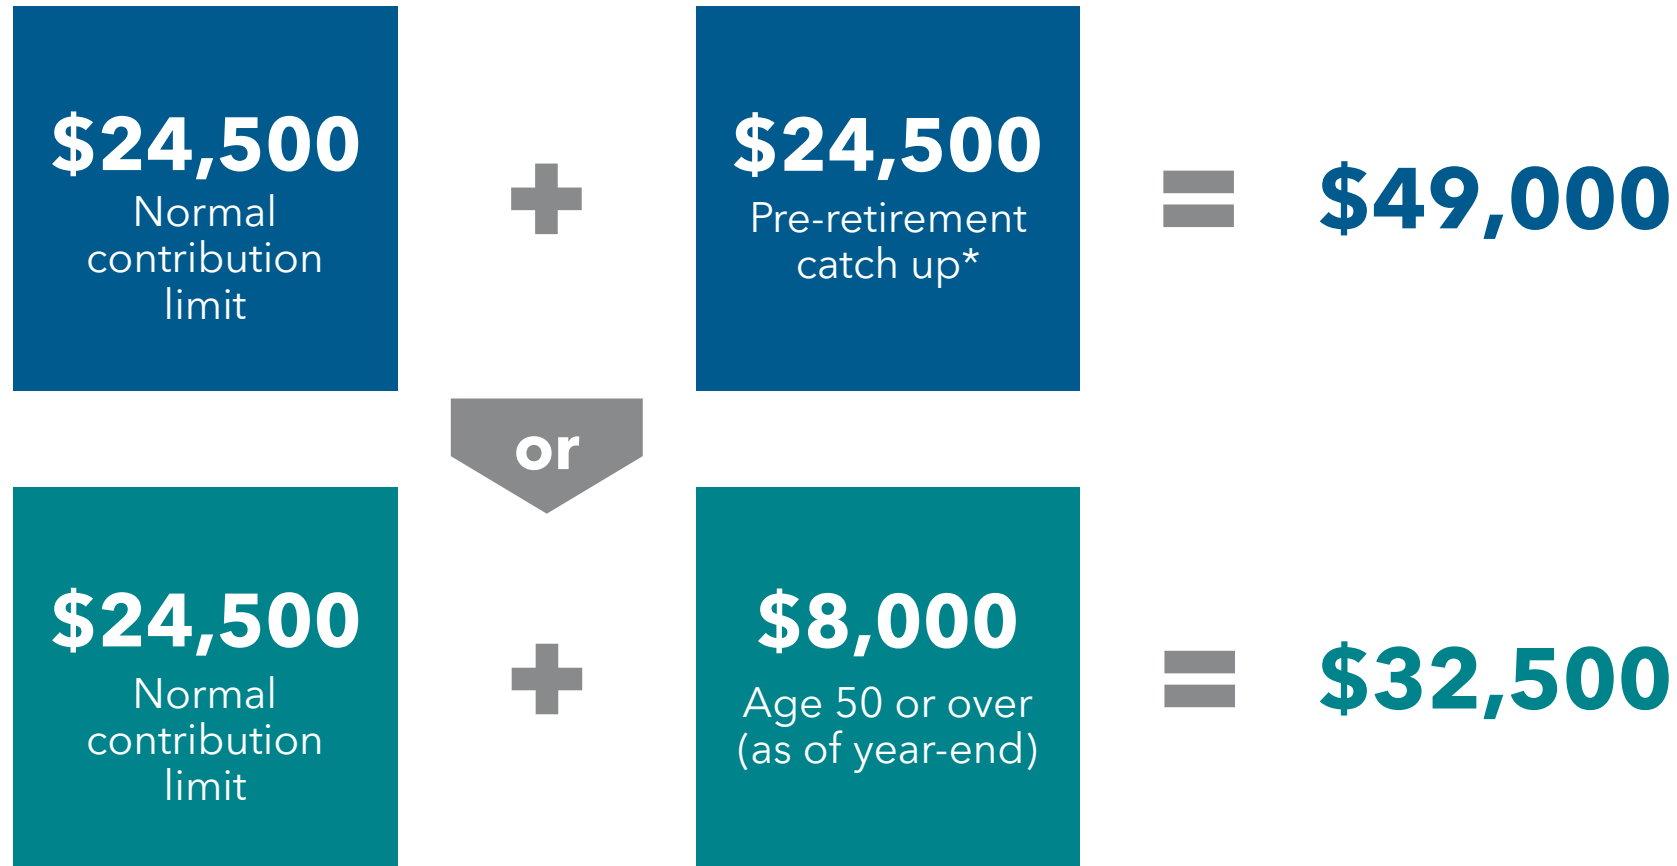 $24,500
Normal
contribution
limit
$24,500
Pre-retirement
catch up*
$49,000
or
$24,500
Normal
contribution
limit
$8,000
Age 50 or over
(as of year-end)
$32,500